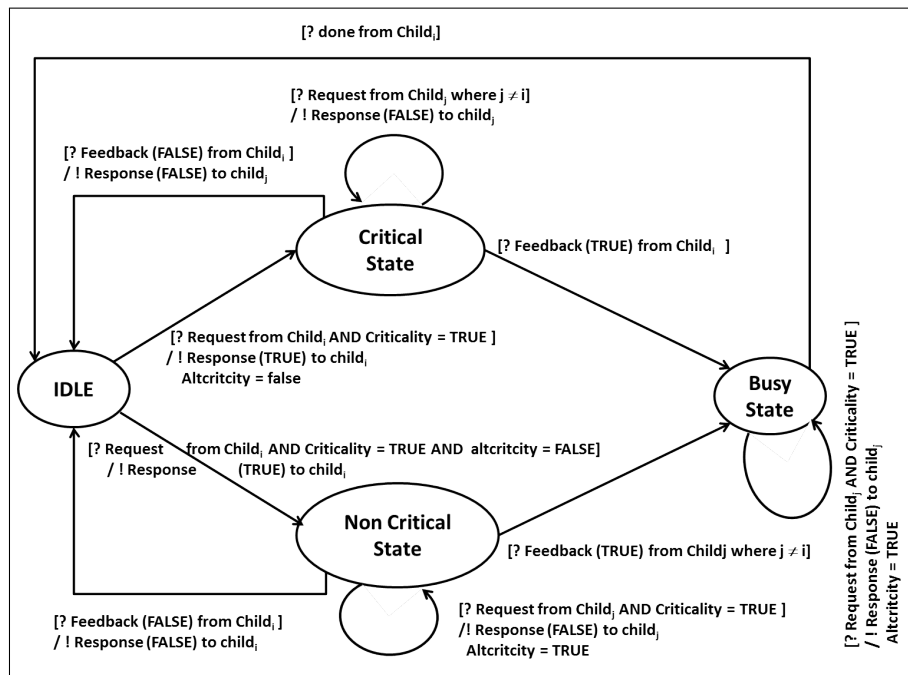 [? done from Childᵢ]
[? Request from Childⱼ where j ≠ i]
/ ! Response (FALSE) to childⱼ
[? Feedback (FALSE) from Childᵢ ]
/ ! Response (FALSE) to childⱼ
Critical
State
[? Feedback (TRUE) from Childᵢ ]
[? Request from Childᵢ AND Criticality = TRUE ]
/ ! Response (TRUE) to childᵢ
Altcritcity = false
IDLE
Busy
State
[? Request from Childᵢ AND Criticality = TRUE AND altcritcity = FALSE]
/ ! Response (TRUE) to childᵢ
Non Critical
State
[? Feedback (TRUE) from Childj where j ≠ i]
[? Feedback (FALSE) from Childᵢ ]
/ ! Response (FALSE) to childᵢ
[? Request from Childⱼ AND Criticality = TRUE ]
/! Response (FALSE) to childⱼ
Altcritcity = TRUE
[? Request from Childⱼ AND Criticality = TRUE ]
/ ! Response (FALSE) to childⱼ
Altcritcity = TRUE